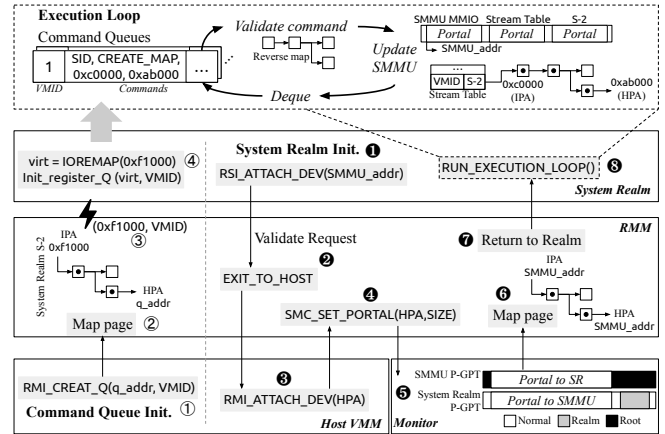 Execution Loop
Command Queues
1
SID, CREATE_MAP,
0xc0000, 0xab000
...
VMID
Commands
Validate command
Reverse map
Deque
Update
SMMU
SMMU MMIO
Stream Table
S-2
Portal
Portal
Portal
SMMU_addr
VMID
S-2
Stream Table
0xc0000
(IPA)
0xab000
(HPA)
virt = IOREMAP(0xf1000)
Init_register_Q (virt, VMID)
④
System Realm Init. ❶
RSI_ATTACH_DEV(SMMU_addr)
RUN_EXECUTION_LOOP()
❽
System Realm
(0xf1000, VMID)
③
System Realm S-2
IPA
0xf1000
HPA
q_addr
Map page ②
Validate Request
❷
EXIT_TO_HOST
❹
SMC_SET_PORTAL(HPA,SIZE)
❼ Return to Realm
RMM
IPA
SMMU_addr
❻
Map page
HPA
SMMU_addr
RMI_CREAT_Q(q_addr, VMID)
Command Queue Init. ①
❸
RMI_ATTACH_DEV(HPA)
Host VMM
❺
SMMU P-GPT
Portal to SR
System Realm
P-GPT
Portal to SMMU
Monitor
Normal
Realm
Root